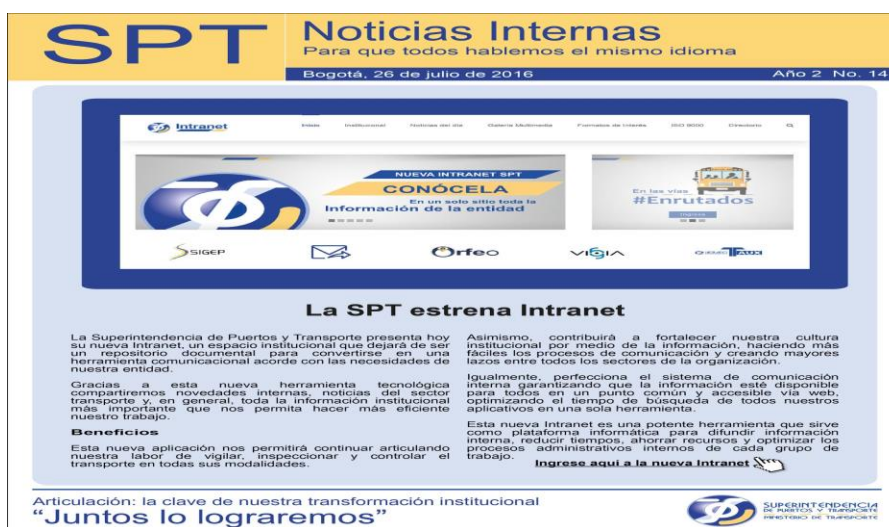 SPT
Noticias Internas
Para que todos hablemos el mismo idioma
Bogotá, 26 de julio de 2016
Año 2 No. 14
Intranet
Inicio
Institucional
Noticias del día
Galería Multimedia
Formatos de Interés
ISO 9000
Directorio
NUEVA INTRANET SPT
CONÓCELA
En un solo sitio toda la
Información de la entidad
En las vías
#Enrutados
Ingresa
SIGEP
Orfeo
VIGIA
TAUX
La SPT estrena Intranet
La Superintendencia de Puertos y Transporte presenta hoy
su nueva Intranet, un espacio institucional que dejará de ser
un repositorio documental para convertirse en una
herramienta comunicacional acorde con las necesidades de
nuestra entidad.
Gracias a esta nueva herramienta tecnológica
compartiremos novedades internas, noticias del sector
transporte y, en general, toda la información institucional
más importante que nos permita hacer más eficiente
nuestro trabajo.
Beneficios
Esta nueva aplicación nos permitirá continuar articulando
nuestra labor de vigilar, inspeccionar y controlar el
transporte en todas sus modalidades.
Asimismo, contribuirá a fortalecer nuestra cultura
institucional por medio de la información, haciendo más
fáciles los procesos de comunicación y creando mayores
lazos entre todos los sectores de la organización.
Igualmente, perfecciona el sistema de comunicación
interna garantizando que la información esté disponible
para todos en un punto común y accesible vía web,
optimizando el tiempo de búsqueda de todos nuestros
aplicativos en una sola herramienta.
Esta nueva Intranet es una potente herramienta que sirve
como plataforma informática para difundir información
interna, reducir tiempos, ahorrar recursos y optimizar los
procesos administrativos internos de cada grupo de
trabajo.
Ingrese aquí a la nueva Intranet
Articulación: la clave de nuestra transformación institucional
“Juntos lo lograremos”
SUPERINTENDENCIA
DE PUERTOS Y TRANSPORTE
MINISTERIO DE TRANSPORTE